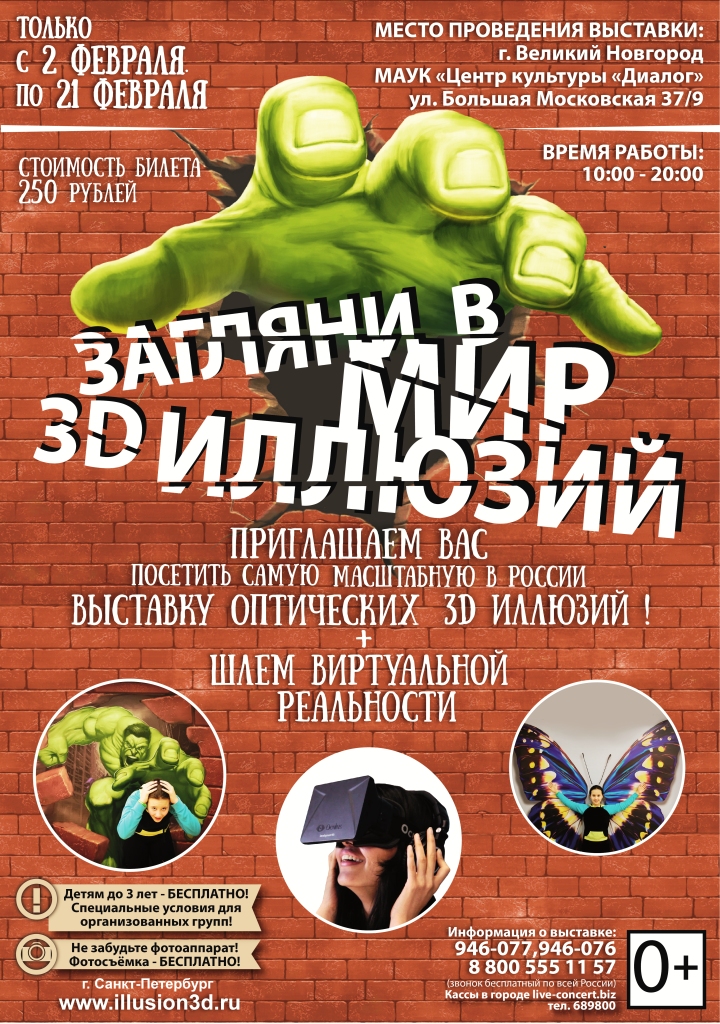 ТОЛЬКО
С 2 ФЕВРАЛЯ
ПО 21 ФЕВРАЛЯ
МЕСТО ПРОВЕДЕНИЯ ВЫСТАВКИ:
г. Великий Новгород
МАУК «Центр культуры «Диалог»
ул. Большая Московская 37/9
СТОИМОСТЬ БИЛЕТА
250 РУБЛЕЙ
ВРЕМЯ РАБОТЫ:
10:00 - 20:00
ЗАГЛЯНИ В
МИР
3D ИЛЛЮЗИЙ
ПРИГЛАШАЕМ ВАС
ПОСЕТИТЬ САМУЮ МАСШТАБНУЮ В РОССИИ
ВЫСТАВКУ ОПТИЧЕСКИХ 3D ИЛЛЮЗИЙ !
+
ШЛЕМ ВИРТУАЛЬНОЙ
РЕАЛЬНОСТИ
Oculus
Детям до 3 лет - БЕСПЛАТНО!
Специальные условия для
организованных групп!
Не забудьте фотоаппарат!
Фотосъёмка - БЕСПЛАТНО!
г. Санкт-Петербург
www.illusion3d.ru
Информация о выставке:
946-077,946-076
8 800 555 11 57
(звонок бесплатный по всей России)
Кассы в городе live-concert.biz
тел. 689800
0+